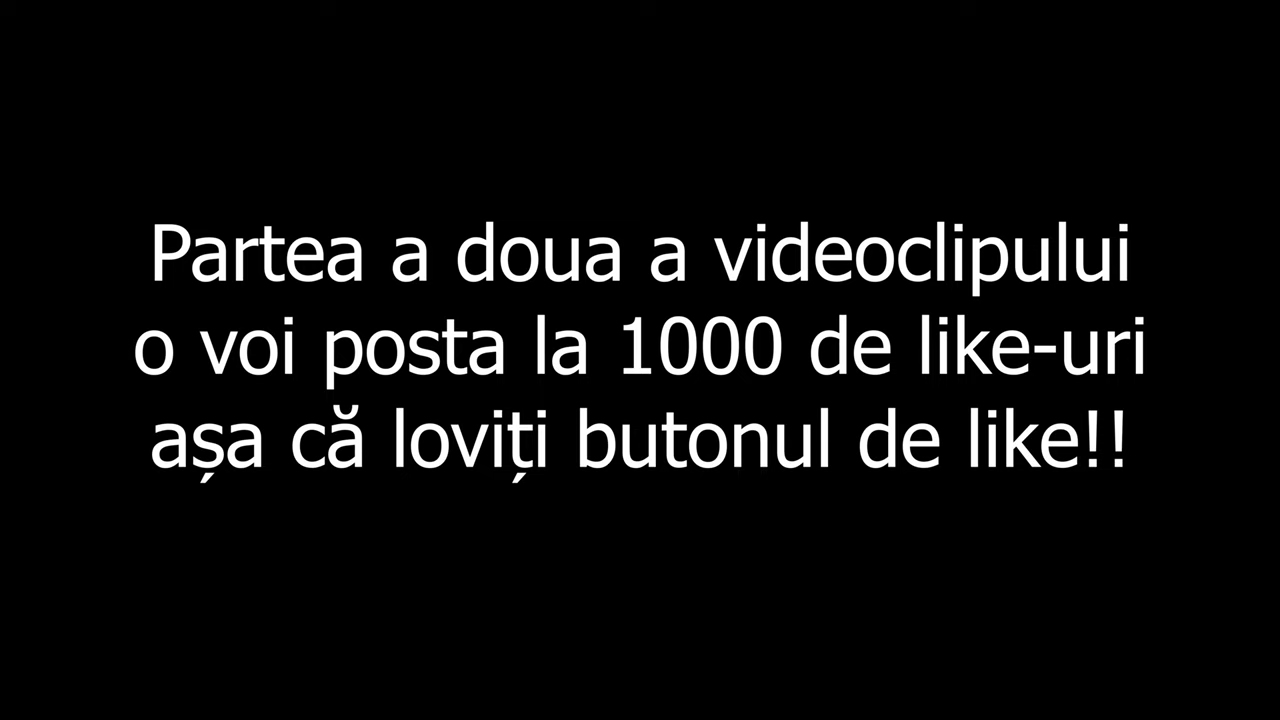 Partea a doua a videoclipului
o voi posta la 1000 de like-uri
așa că loviți butonul de like!!